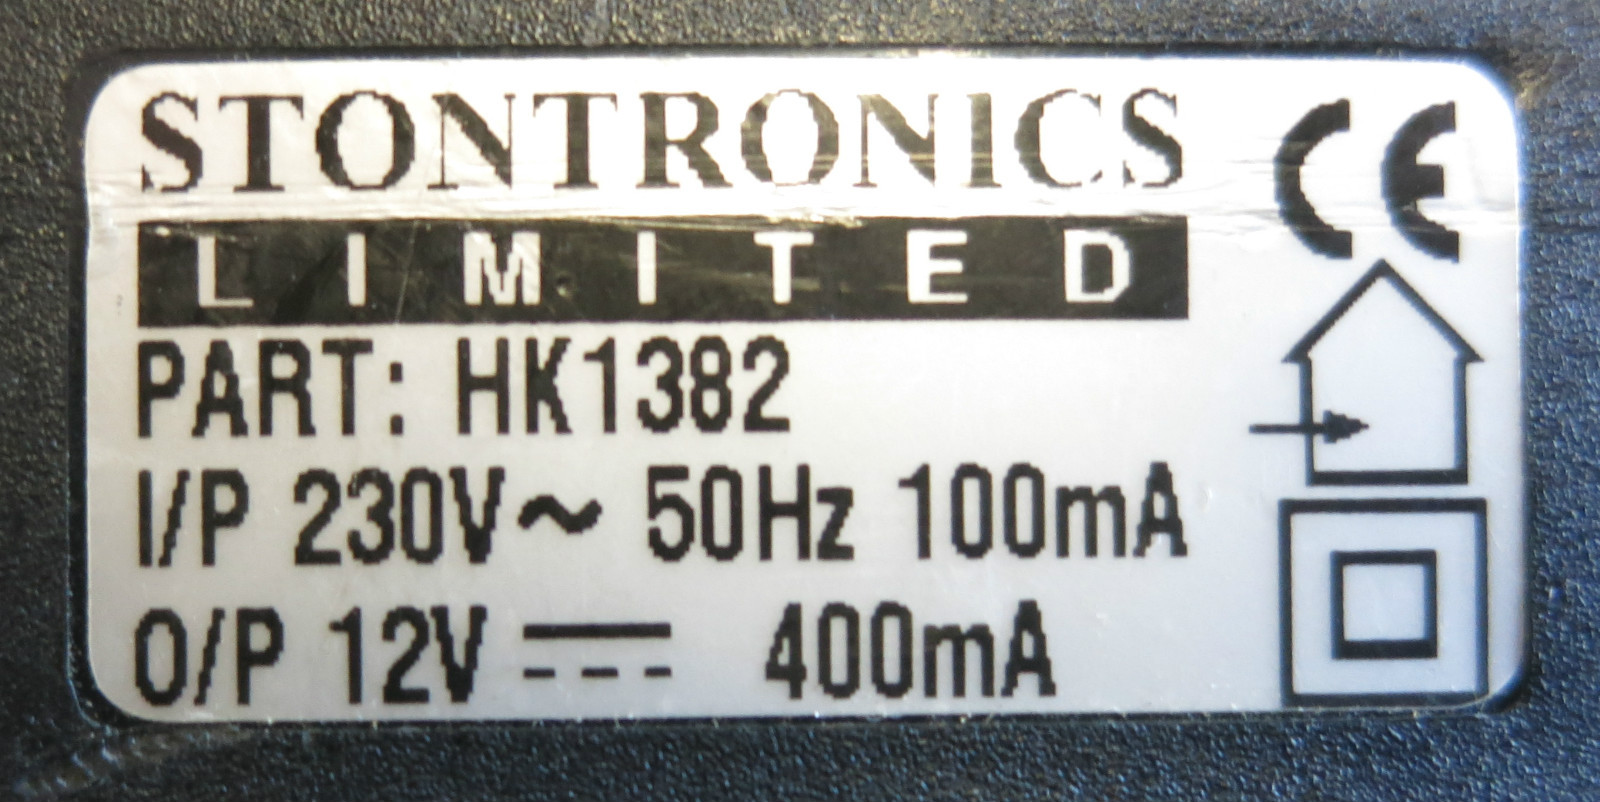 STONTRONICS
LIMITED
CE
PART: HK1382
I/P 230V~ 50Hz 100mA
O/P 12V ⎓ 400mA